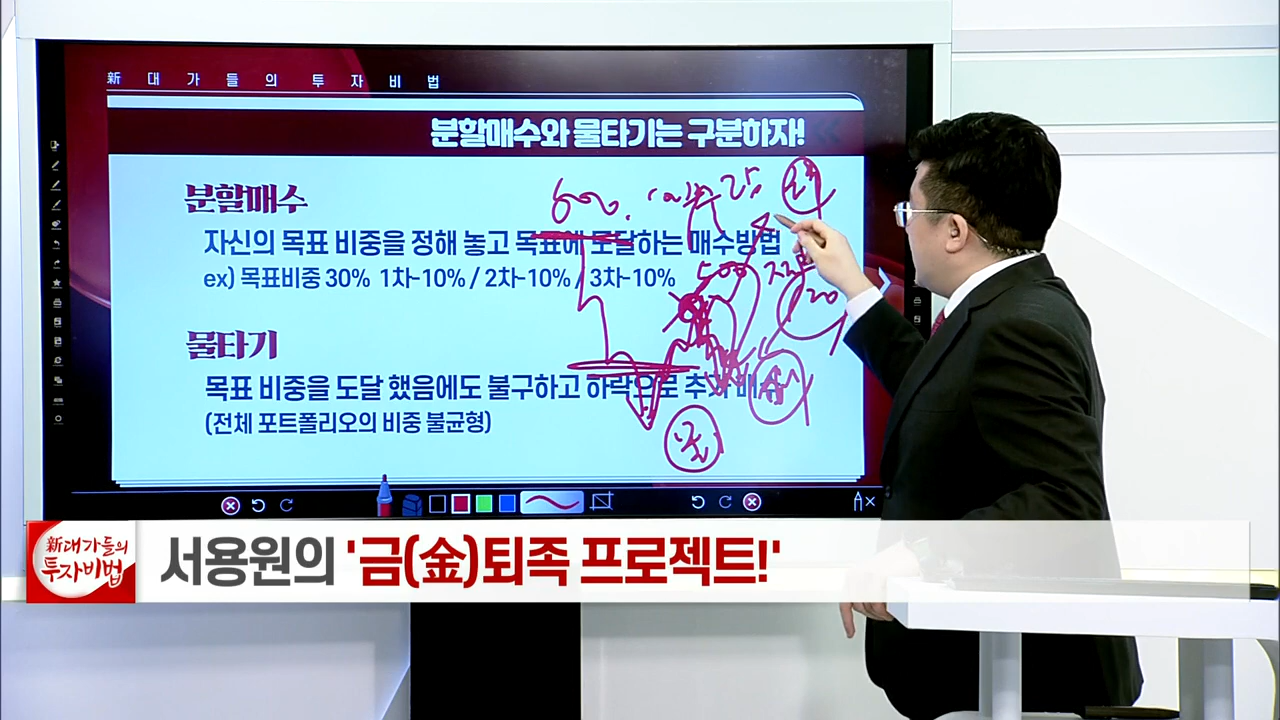 新 대 가 들 의 투 자 비 법
분할매수와 물타기는 구분하자!
분할매수
자신의 목표 비중을 정해 놓고 목표에 도달하는 매수방법
ex) 목표비중 30% 1차-10% / 2차-10% / 3차-10%
500
20
물타기
목표 비중을 도달 했음에도 불구하고 하락으로 추가
(전체 포트폴리오의 비중 불균형)
新대가들의
투자비법
서용원의 '금(金)퇴족 프로젝트!'